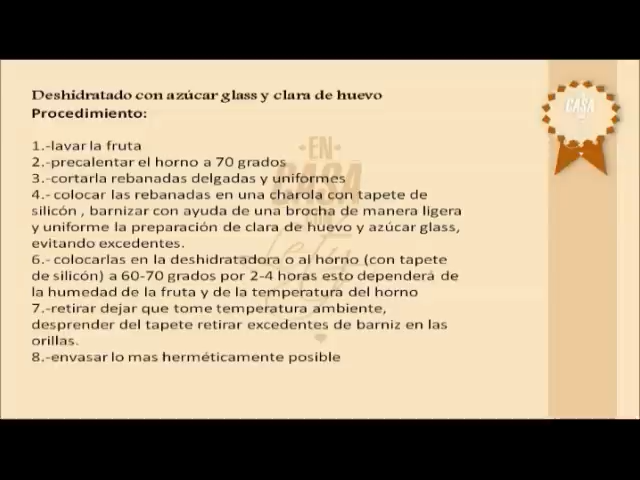 Deshidratado con azúcar glass y clara de huevo
Procedimiento:
1.-lavar la fruta
2.-precalentar el horno a 70 grados
3.-cortarla rebanadas delgadas y uniformes
4.- colocar las rebanadas en una charola con tapete de
silicón , barnizar con ayuda de una brocha de manera ligera
y uniforme la preparación de clara de huevo y azúcar glass,
evitando excedentes.
6.- colocarlas en la deshidratadora o al horno (con tapete
de silicón) a 60-70 grados por 2-4 horas esto dependerá de
la humedad de la fruta y de la temperatura del horno
7.-retirar dejar que tome temperatura ambiente,
desprender del tapete retirar excedentes de barniz en las
orillas.
8.-envasar lo mas herméticamente posible
EN
CASA
Lety
CASA